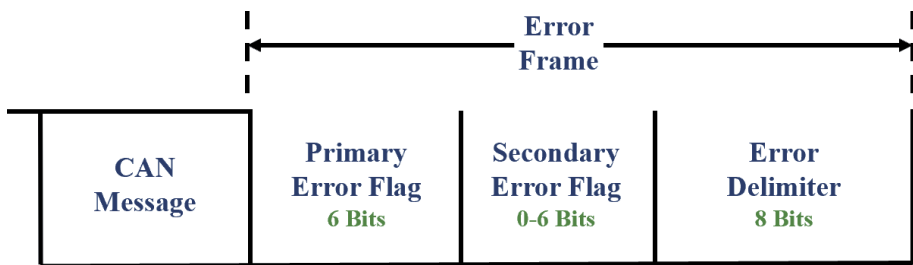 Error
Frame
CAN
Message
Primary
Error Flag
6 Bits
Secondary
Error Flag
0-6 Bits
Error
Delimiter
8 Bits